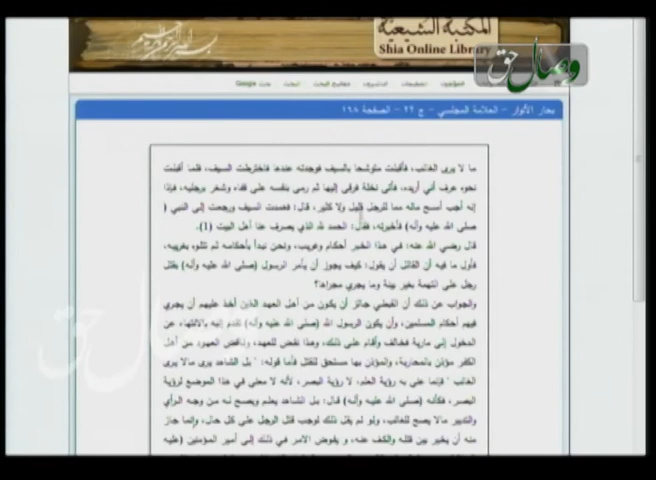 المكتبة الشيعية
Shia Online Library
وصال حق
بحث Google
بحار الأنوار - العلامة المجلسي - ج ٢٢ - الصفحة ١٦٨
ما لا يرى الغائب، فأقبلت متوشحا بالسيف فوجدته عندها فاخترطت السيف، فلما أقبلت
نحوه عرف أني أريده، فأتى نخلة فرقى إليها ثم رمى بنفسه على قفاه وشغر برجليه، فإذا
إنه أجب أمسح ماله مما للرجل قليل ولا كثير، قال: فغمدت السيف ورجعت إلى النبي (
صلى الله عليه وآله) فأخبرته، فقال: الحمد لله الذي يصرف عنا أهل البيت (1).
قال رضي الله عنه: في هذا الخبر أحكام وغريب، ونحن نبدأ بأحكامه ثم نتلوه بغريبه،
فأول ما فيه أن القائل أن يقول: كيف يجوز أن يأمر الرسول (صلى الله عليه وآله) بقتل
رجل على التهمة بغير بينة وما يجري مجراها؟
والجواب عن ذلك أن القبطي جائز أن يكون من أهل العهد الذين أخذ عليهم أن يجري
فيهم أحكام المسلمين، وأن يكون الرسول الله (صلى الله عليه وآله) تقدم إليه بالانتهاء عن
الدخول إلى مارية فخالف وأقام على ذلك، وهذا نقض للعهد، وناقض العهود من أهل
الكفر مؤذن بالمحاربة، والمؤذن بها مستحق للقتل فأما قوله: " بل الشاهد يرى مالا يرى
الغائب " فإنما عنى به رؤية العلم، لا رؤية البصر، لأنه لا معنى في هذا الموضع لرؤية
البصر، فكأنه (صلى الله عليه وآله) قال: بل الشاهد يعلم ويصح له من وجه الرأي
والتدبير مالا يصح للغائب، ولو لم يقل ذلك لوجب قتل الرجل على كل حال، وإنما جاز
منه أن يخير بين قتله والكف عنه، و يفوض الامر في ذلك إلى أمير المؤمنين (عليه